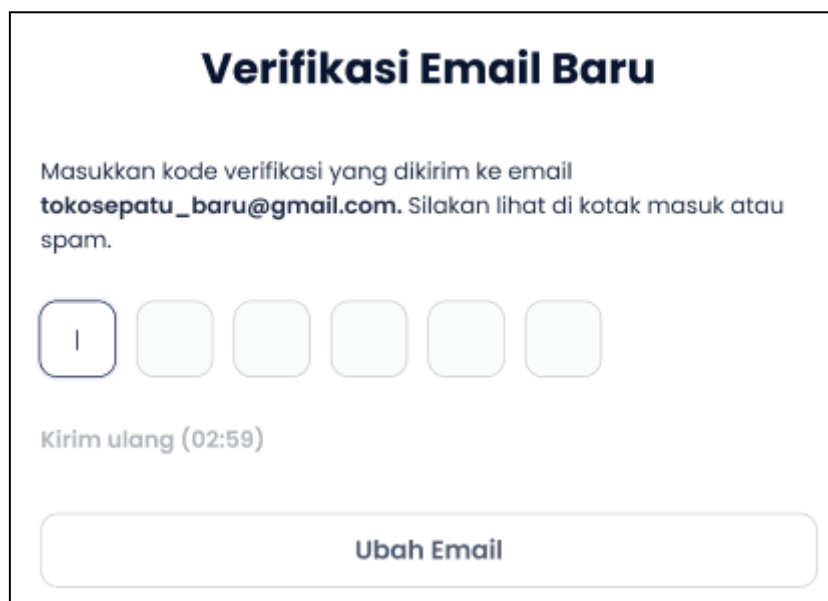 Verifikasi Email Baru
Masukkan kode verifikasi yang dikirim ke email
tokosepatu_baru@gmail.com. Silakan lihat di kotak masuk atau
spam.
Kirim ulang (02:59)
Ubah Email